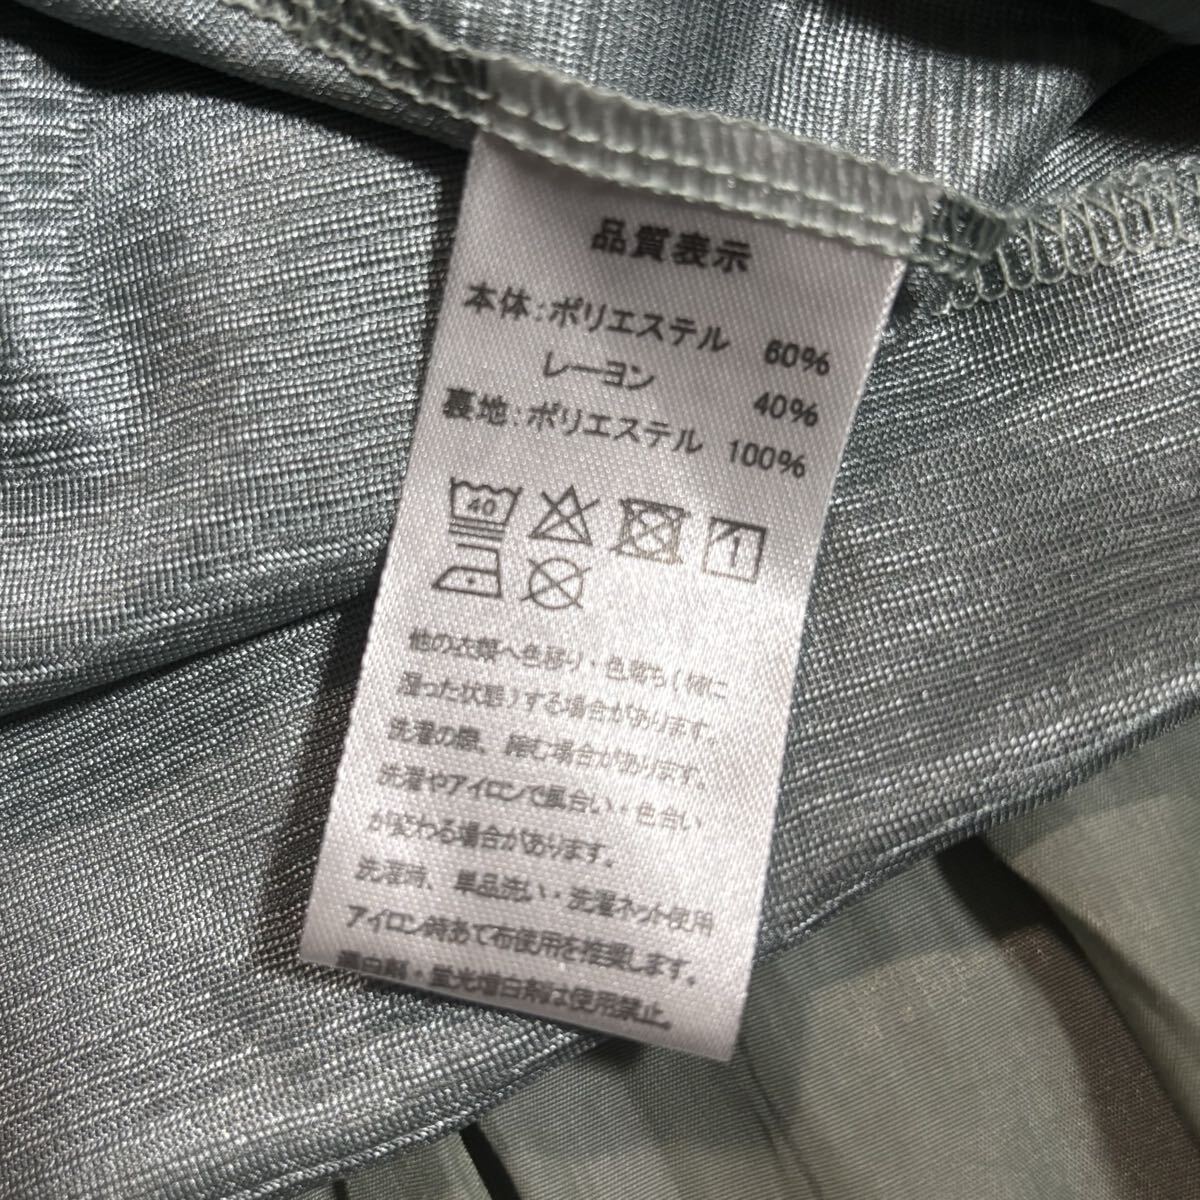 品質表示
本体：ポリエステル 60%
レーヨン 40%
裏地：ポリエステル 100%
40
1
他の衣類へ色移り・色落ち(特に
湿った状態)する場合があります。
洗濯の際、縮む場合があります。
洗濯やアイロンで風合い・色合い
が変わる場合があります。
洗濯時、単品洗い・洗濯ネット使用
アイロン時あて布使用を推奨します。
蛍光増白剤は使用禁止。